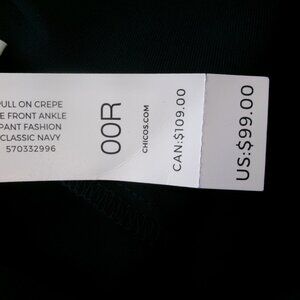 PULL ON CREPE
E FRONT ANKLE
PANT FASHION
CLASSIC NAVY
570332996
00R
CHICOS.COM
CAN:$109.00
US:$99.00